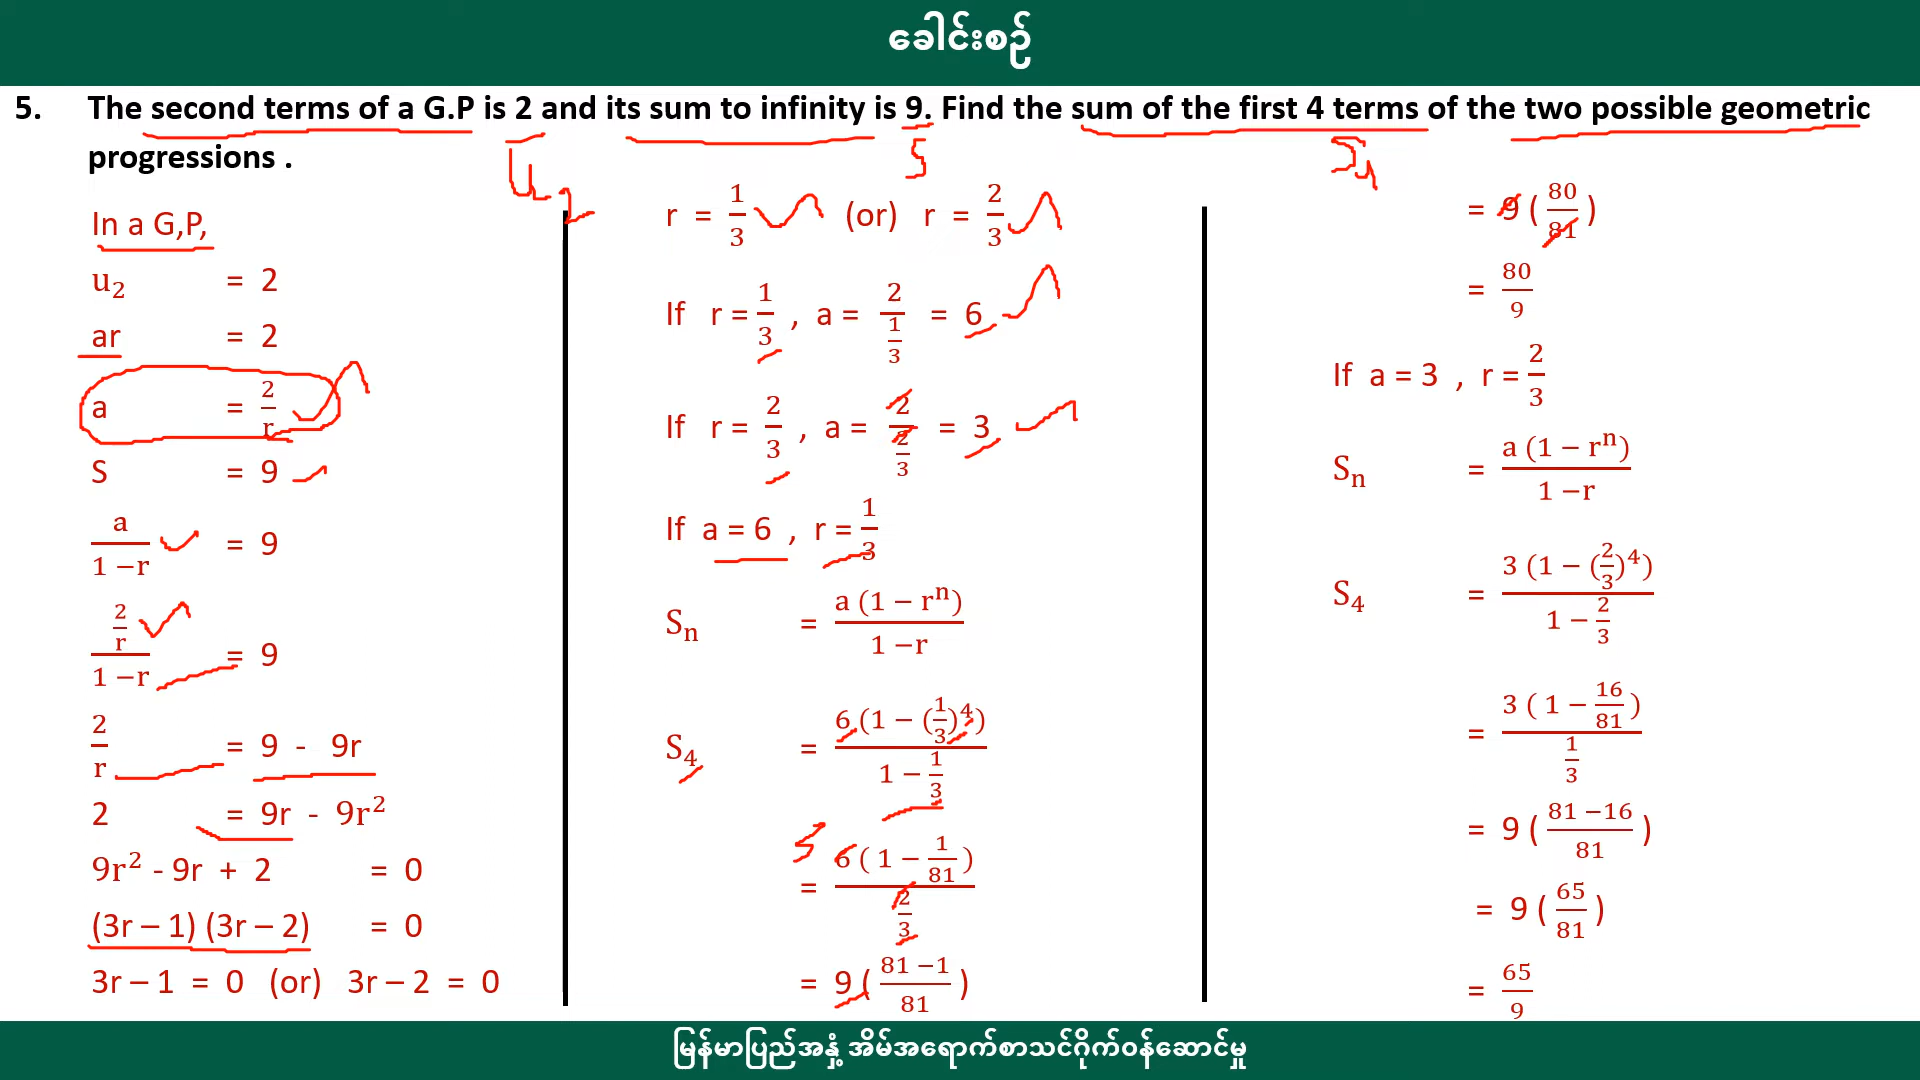 ခေါင်းစဉ်
5. The second terms of a G.P is 2 and its sum to infinity is 9. Find the sum of the first 4 terms of the two possible geometric
progressions .
In a G,P,
u₂ = 2
ar = 2
a = 2/r
S = 9
a/(1 −r) = 9
(2/r)/(1 −r) = 9
2/r = 9 - 9r
2 = 9r - 9r²
9r² - 9r + 2 = 0
(3r – 1) (3r – 2) = 0
3r – 1 = 0 (or) 3r – 2 = 0
u₂
S
S₄
r = 1/3 (or) r = 2/3
If r = 1/3 , a = 2/(1/3) = 6
If r = 2/3 , a = 2/(2/3) = 3
If a = 6 , r = 1/3
Sₙ = a (1 − rⁿ)/(1 −r)
S₄ = 6 (1 − (1/3)⁴)/(1 − 1/3)
= 6 ( 1 − 1/81 )/(2/3)
3
= 9 ( (81 −1)/81 )
= 9 ( 80/81 )
= 80/9
If a = 3 , r = 2/3
Sₙ = a (1 − rⁿ)/(1 −r)
S₄ = 3 (1 − (2/3)⁴)/(1 − 2/3)
= 3 ( 1 − 16/81 )/(1/3)
= 9 ( (81 −16)/81 )
= 9 ( 65/81 )
= 65/9
မြန်မာပြည်အနှံ့ အိမ်အရောက်စာသင်ဂိုက်ဝန်ဆောင်မှု